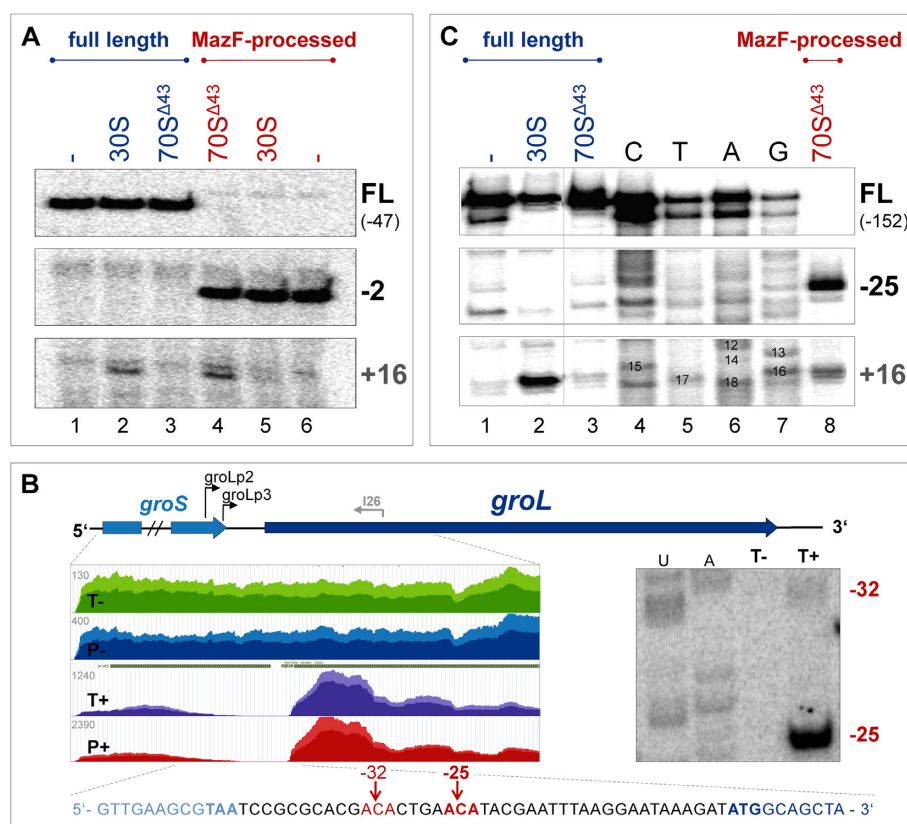 A
full length MazF-processed
- 30S 70SΔ43 70SΔ43 30S -
FL
(-47)
-2
+16
1 2 3 4 5 6
C
full length MazF-processed
- 30S 70SΔ43 C T A G 70SΔ43
FL
(-152)
-25
12
13
14
15
16
17
18
+16
1 2 3 4 5 6 7 8
B
groLp2
groLp3
groS I26 groL
5‘ 3‘
130
T-
400
P-
1240
T+
2390
P+
U A T- T+
-32
-25
-32 -25
5‘- GTTGAAGCGTAATCCGCGCACGACACTGAACATACGAATTTAAGGAATAAAGATATGGCAGCTA - 3‘